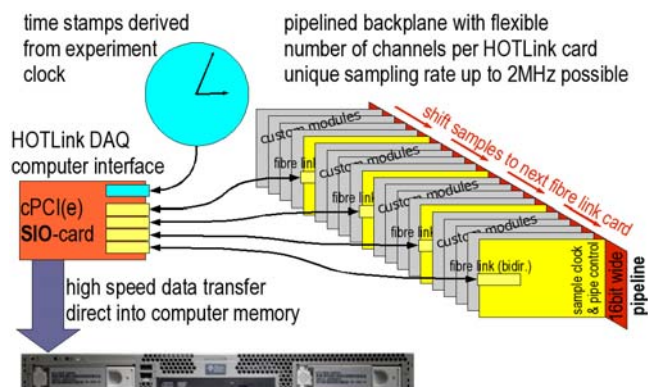 time stamps derived
from experiment
clock
pipelined backplane with flexible
number of channels per HOTLink card
unique sampling rate up to 2MHz possible
HOTLink DAQ
computer interface
cPCI(e)
SIO-card
high speed data transfer
direct into computer memory
shift samples to next fibre link card
custom modules
fibre link
custom modules
fibre link
custom modules
fibre link
custom modules
fibre link (bidir.)
sample clock
& pipe control
16bit wide
pipeline